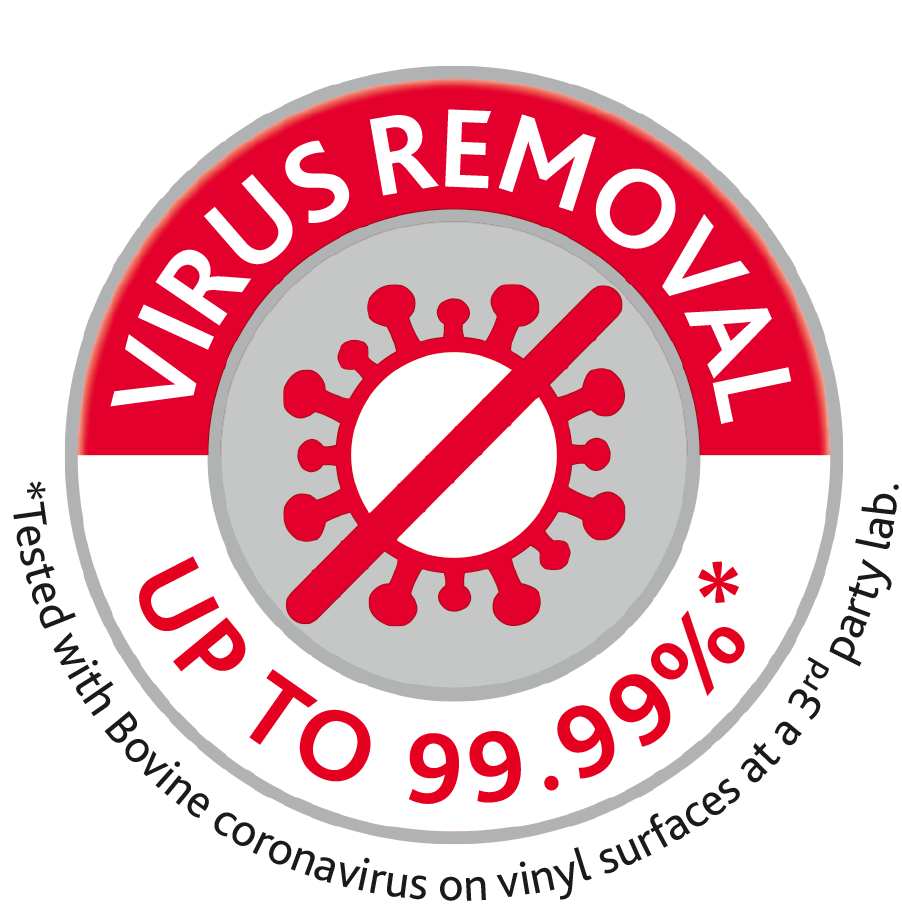 VIRUS REMOVAL
UP TO 99.99%*
*Tested with Bovine coronavirus on vinyl surfaces at a 3rd party lab.